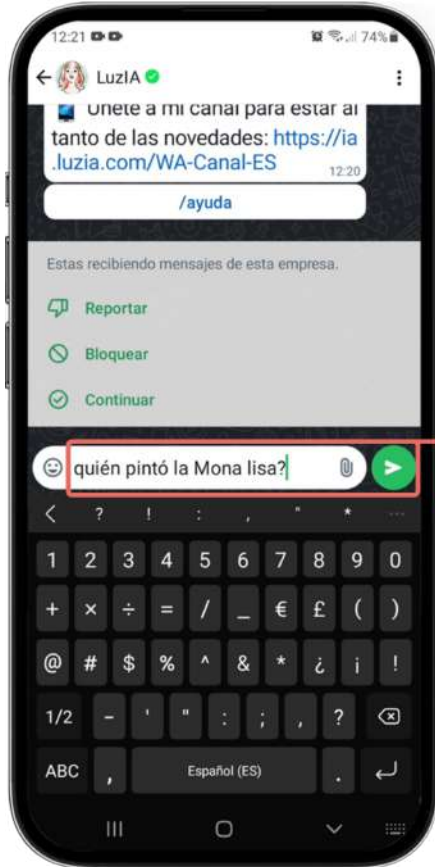 12:21 74%
LuzIA
Únete a mi canal para estar al
tanto de las novedades: https://ia
.luzia.com/WA-Canal-ES
12:20
/ayuda
Estas recibiendo mensajes de esta empresa.
Reportar
Bloquear
Continuar
quién pintó la Mona lisa?
? ! : , " * ...
1 2 3 4 5 6 7 8 9 0
+ × ÷ = / _ € £ ( )
@ # $ % ^ & * ¿ ¡ !
1/2 - ' " : ; , ?
ABC , Español (ES) .